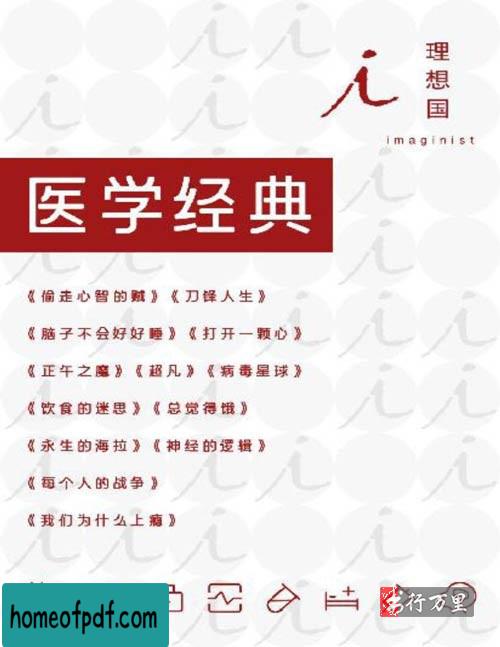 i
理想国
imaginist
医学经典
《偷走心智的贼》《刀锋人生》
《脑子不会好好睡》《打开一颗心》
《正午之魔》《超凡》《病毒星球》
《饮食的迷思》《总觉得饿》
《永生的海拉》《神经的逻辑》
《每个人的战争》
《我们为什么上瘾》
homeofpdf.com
书行万里